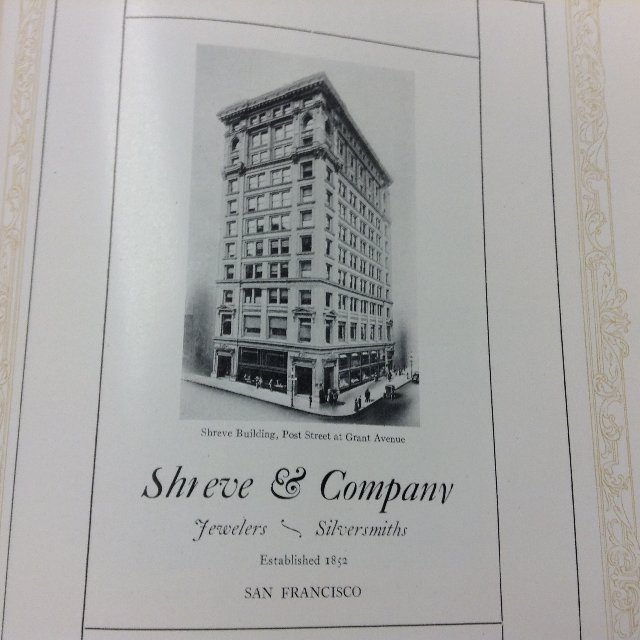 Shreve Building, Post Street at Grant Avenue
Shreve & Company
Jewelers ~ Silversmiths
Established 1852
SAN FRANCISCO